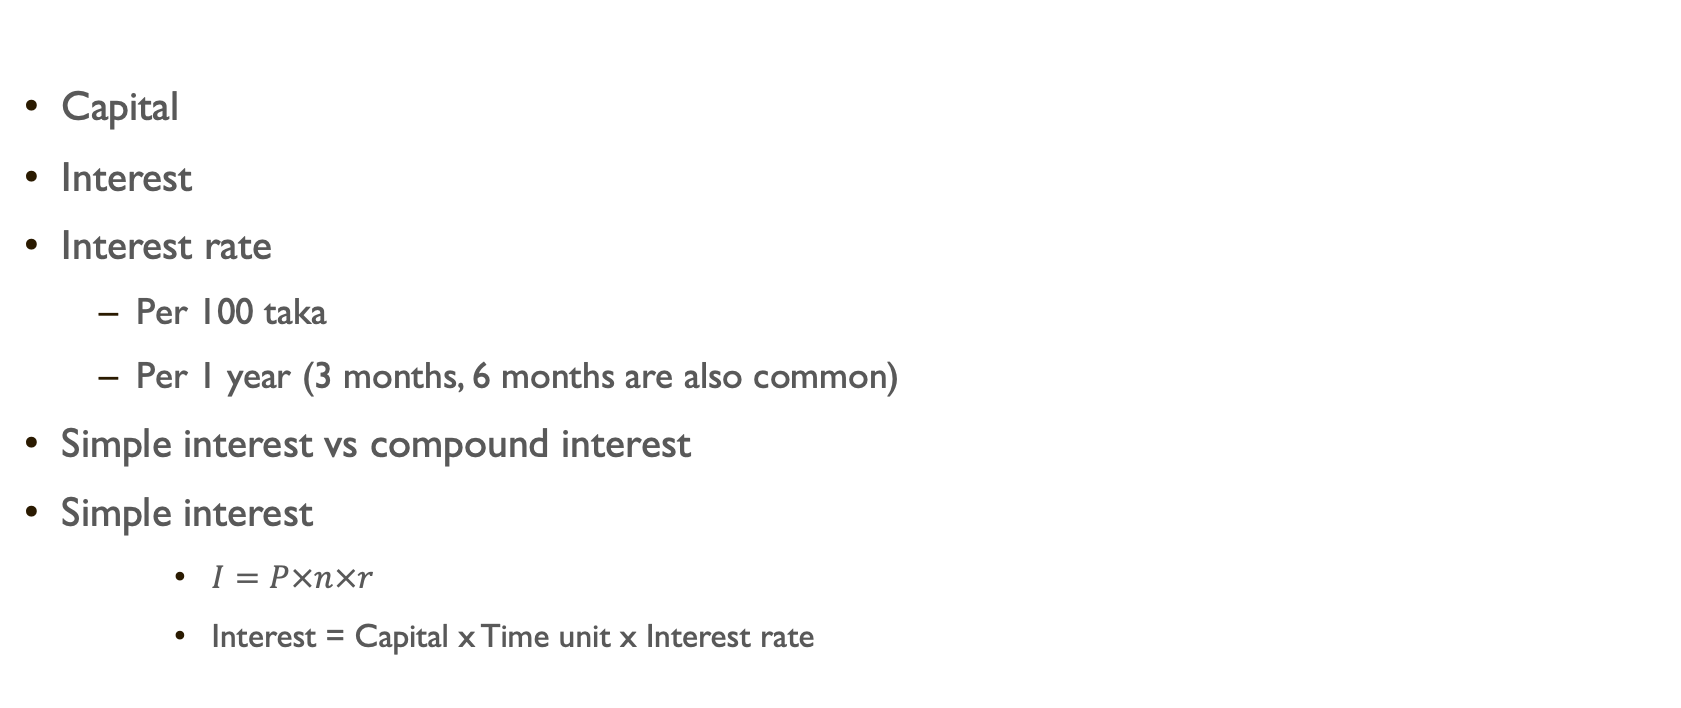 • Capital
• Interest
• Interest rate
– Per 100 taka
– Per 1 year (3 months, 6 months are also common)
• Simple interest vs compound interest
• Simple interest
• I = P×n×r
• Interest = Capital x Time unit x Interest rate